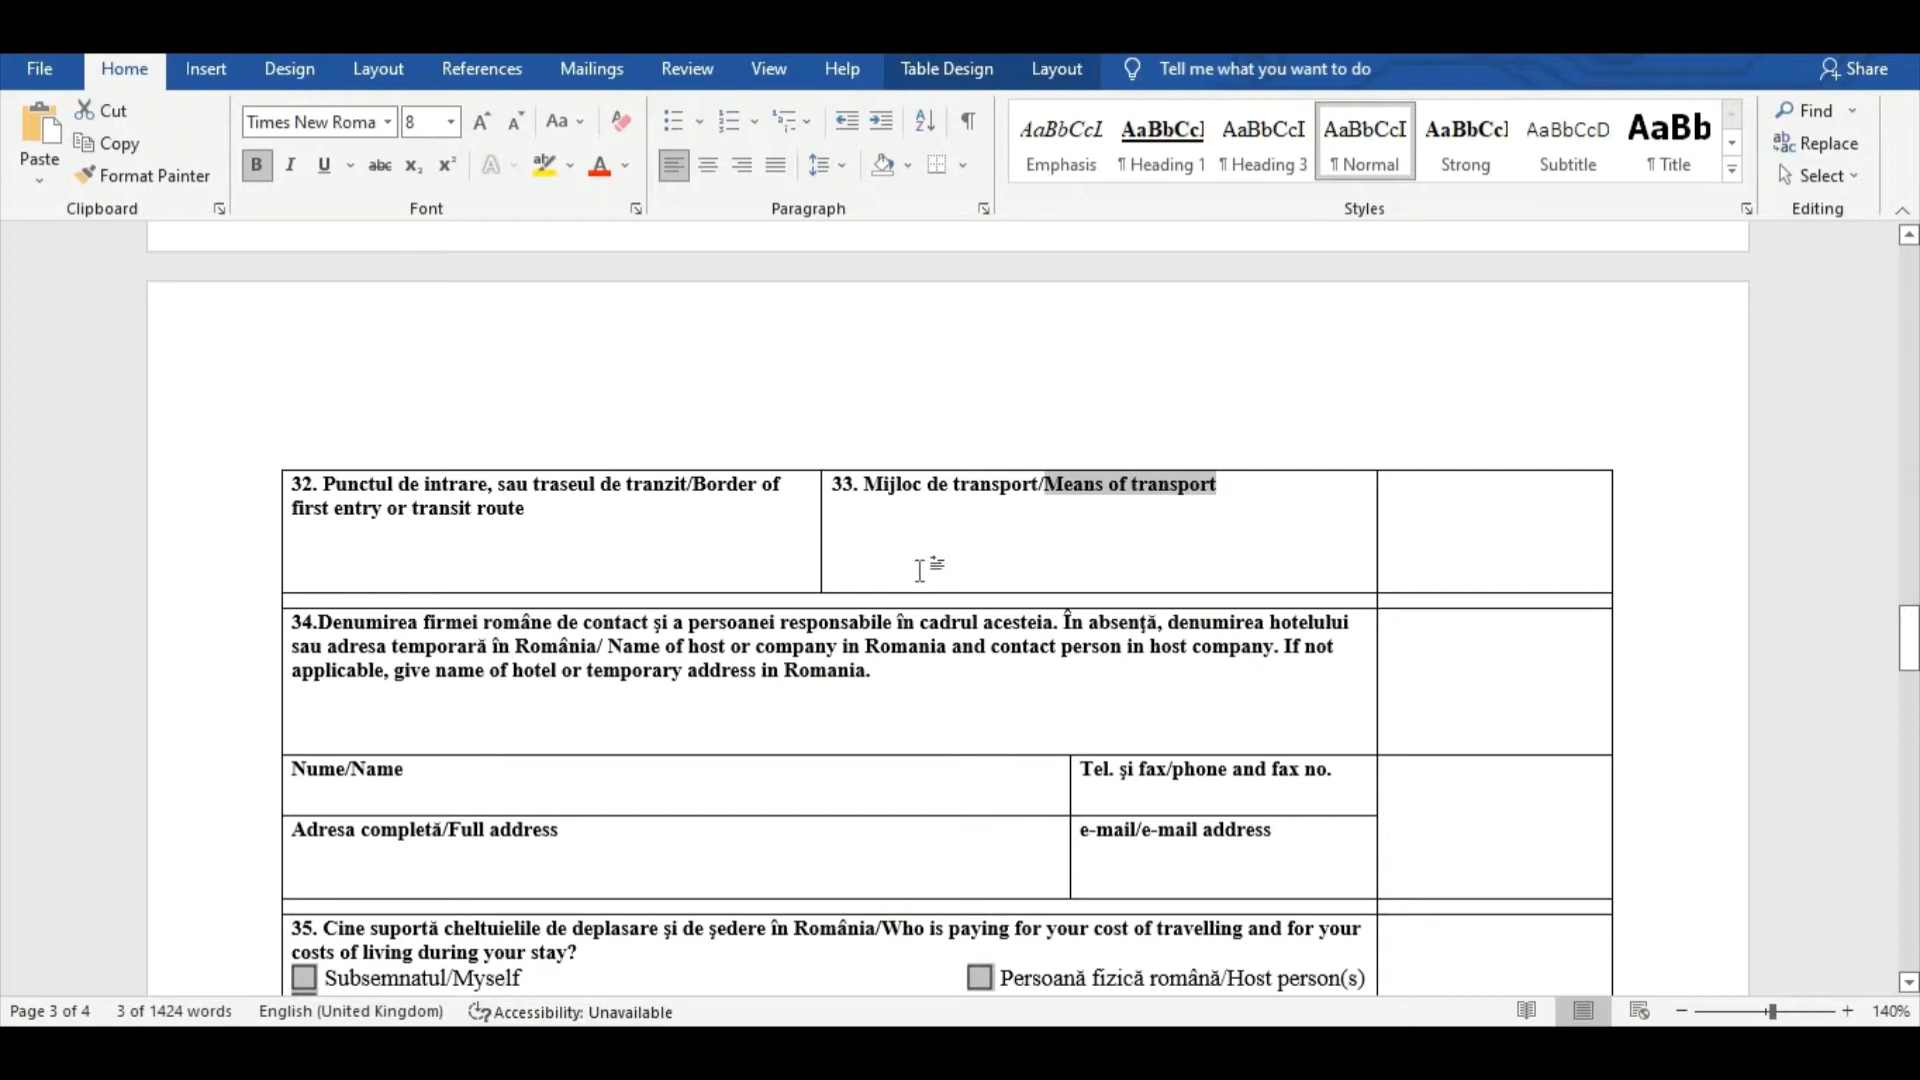 File Home Insert Design Layout References Mailings Review View Help Table Design Layout Tell me what you want to do Share
Paste
Cut
Copy
Format Painter
Clipboard
Times New Roma 8
Aa
B I U abc x₂ x² A A
Font
Paragraph
AaBbCcI AaBbCcI AaBbCcI AaBbCcI AaBbCcI AaBbCcD AaBb
Emphasis ¶ Heading 1 ¶ Heading 3 ¶ Normal Strong Subtitle ¶ Title
Styles
Find
Replace
Select
Editing
32. Punctul de intrare, sau traseul de tranzit/Border of
first entry or transit route
33. Mijloc de transport/Means of transport
34.Denumirea firmei române de contact şi a persoanei responsabile în cadrul acesteia. În absenţă, denumirea hotelului
sau adresa temporară în România/ Name of host or company in Romania and contact person in host company. If not
applicable, give name of hotel or temporary address in Romania.
Nume/Name
Tel. şi fax/phone and fax no.
Adresa completă/Full address
e-mail/e-mail address
35. Cine suportă cheltuielile de deplasare şi de şedere în România/Who is paying for your cost of travelling and for your
costs of living during your stay?
Subsemnatul/Myself
Persoană fizică română/Host person(s)
Page 3 of 4 3 of 1424 words English (United Kingdom) Accessibility: Unavailable 140%